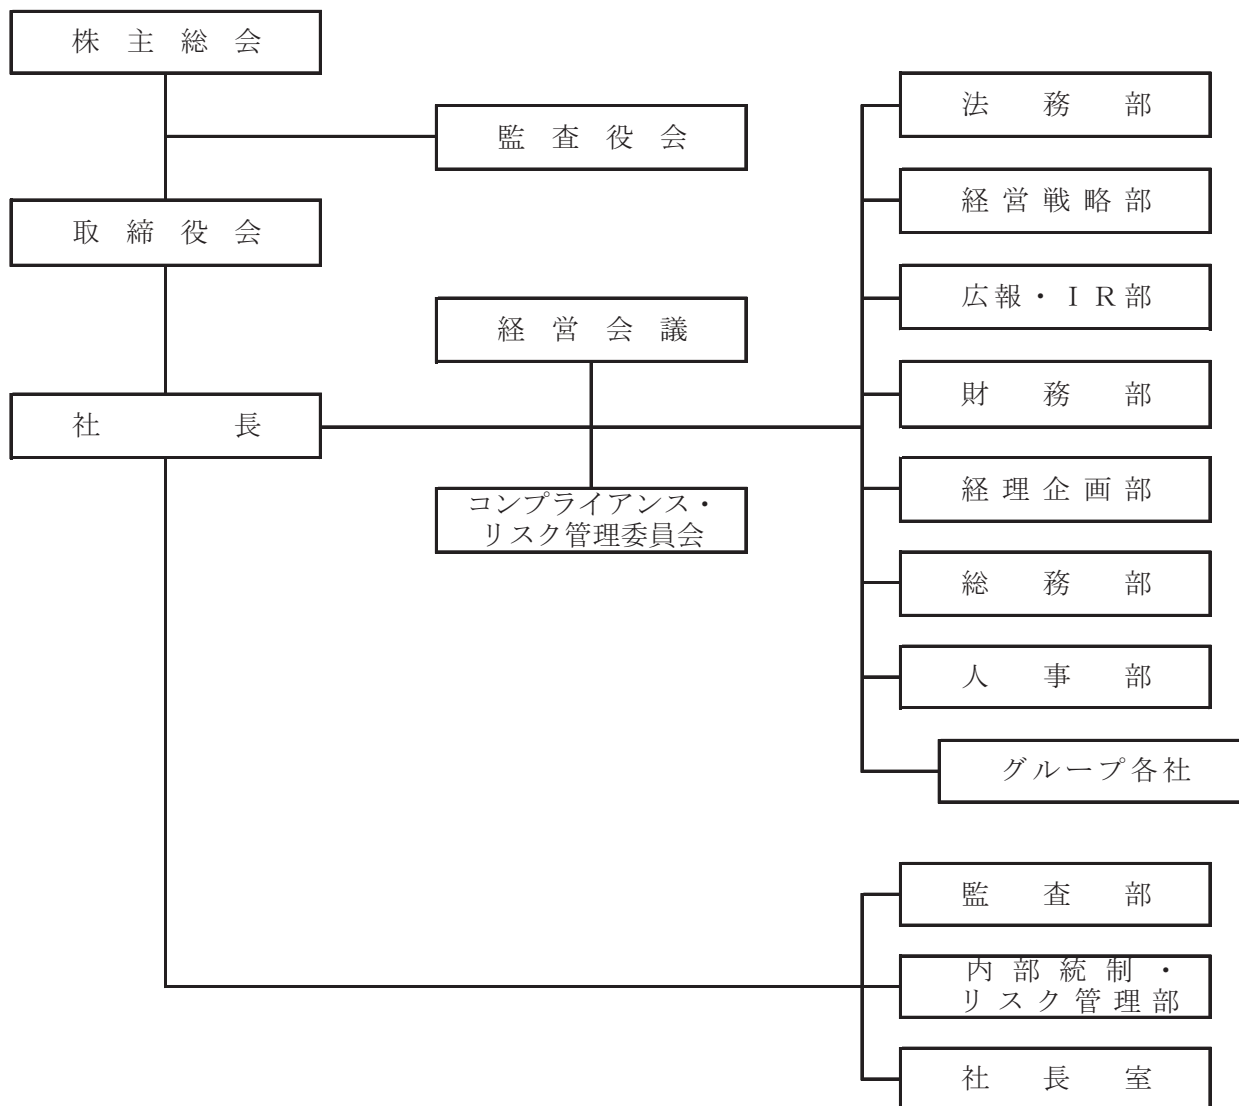 株主総会
監査役会
取締役会
経営会議
社長
コンプライアンス・
リスク管理委員会
法務部
経営戦略部
広報・ＩＲ部
財務部
経理企画部
総務部
人事部
グループ各社
監査部
内部統制・
リスク管理部
社長室